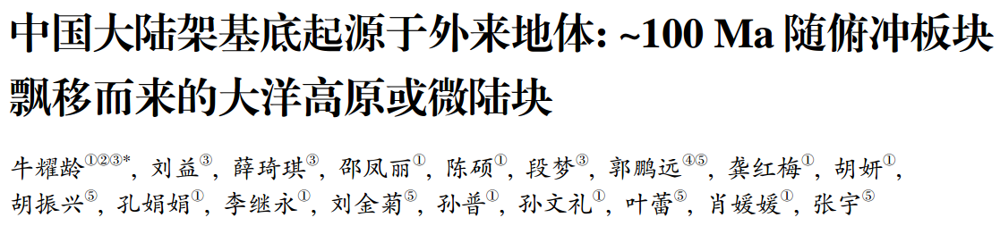 中国大陆架基底起源于外来地体: ~100 Ma 随俯冲板块
飘移而来的大洋高原或微陆块
牛耀龄①②③*, 刘益③, 薛琦琪③, 邵凤丽①, 陈硕①, 段梦③, 郭鹏远④⑤, 龚红梅①, 胡妍①,
胡振兴⑤, 孔娟娟①, 李继永①, 刘金菊⑤, 孙普①, 孙文礼①, 叶蕾⑤, 肖媛媛①, 张宇⑤